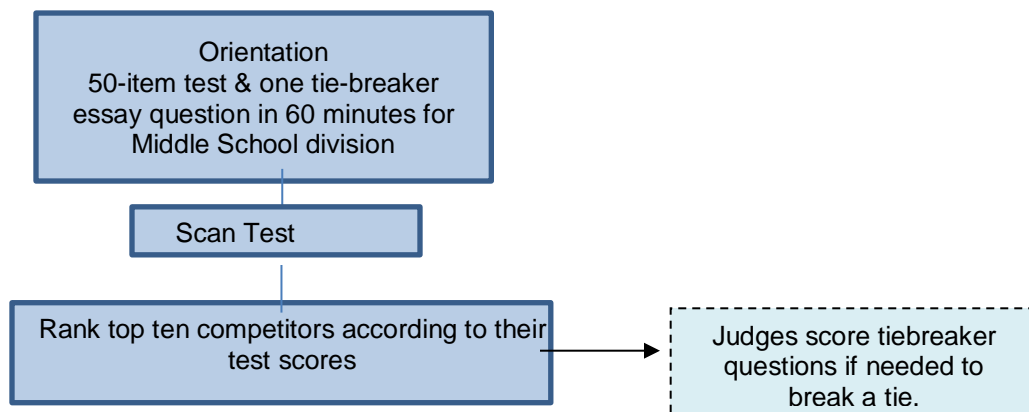 Orientation
50-item test & one tie-breaker
essay question in 60 minutes for
Middle School division
Scan Test
Rank top ten competitors according to their
test scores
Judges score tiebreaker
questions if needed to
break a tie.